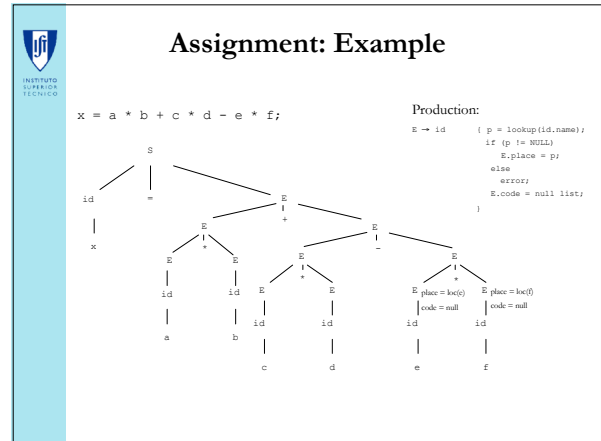 Assignment: Example
INSTITUTO
SUPERIOR
TECNICO
x = a * b + c * d - e * f;
Production:
E → id { p = lookup(id.name);
if (p != NULL)
E.place = p;
else
error;
E.code = null list;
}
S
id = E
x E + E
E * E E - E
id id E * E E place = loc(e) * E place = loc(f)
code = null code = null
a b id id id id
c d e f